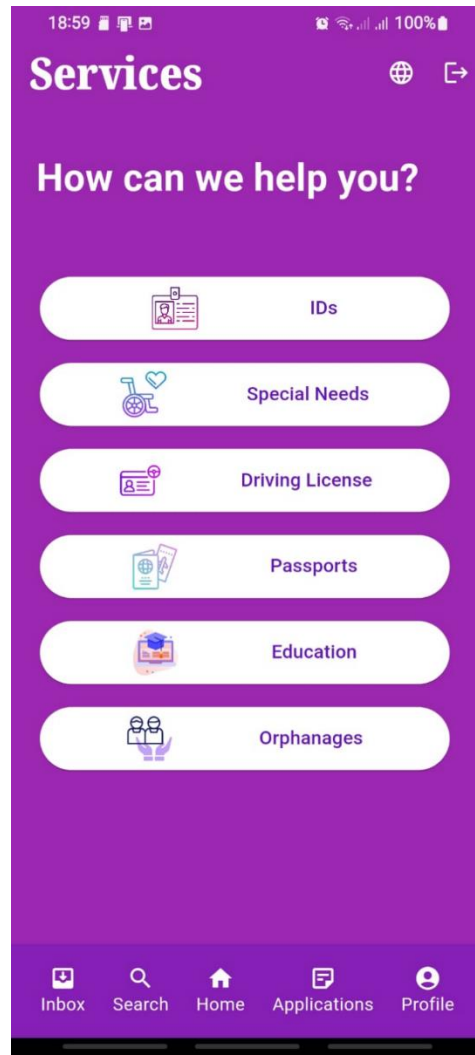 18:59 100%
Services
How can we help you?
IDs
Special Needs
Driving License
Passports
Education
Orphanages
Inbox Search Home Applications Profile